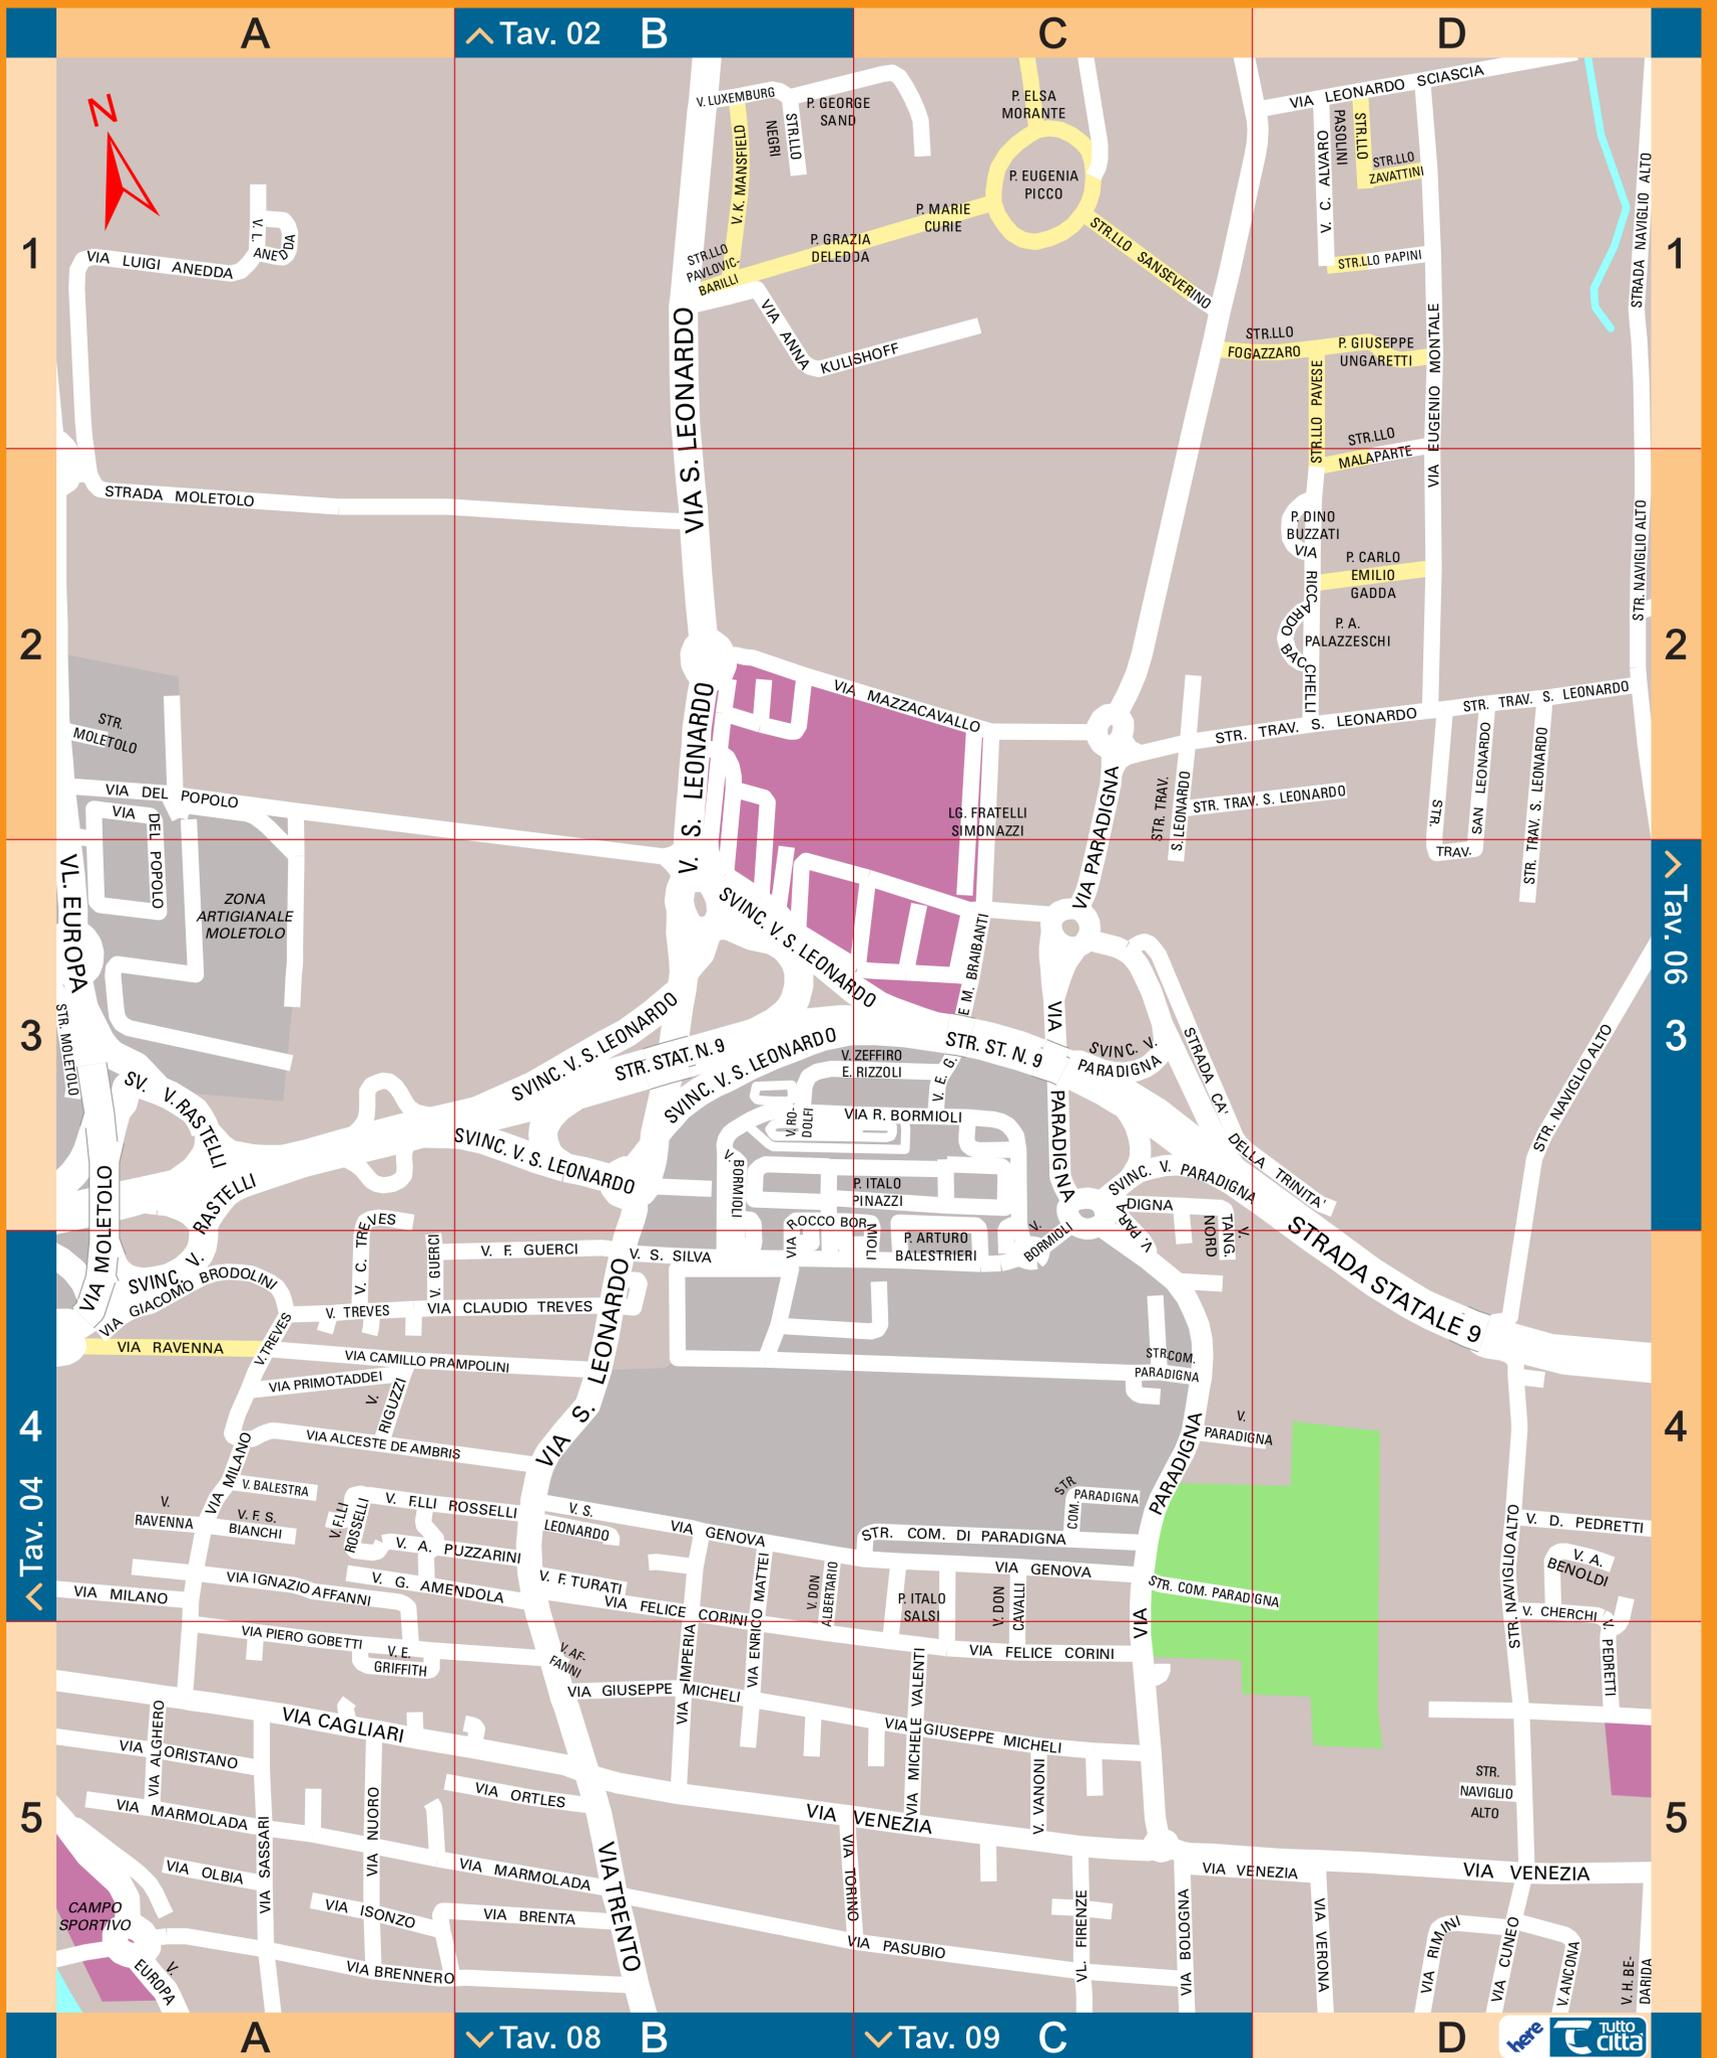 A
Tav. 02
B
C
D
N
1
VIA LUIGI ANEDDA
V. L.
ANEDDA
V. LUXEMBURG
V. K. MANSFIELD
STR.LLO
NEGRI
P. GEORGE
SAND
P. ELSA
MORANTE
P. EUGENIA
PICCO
P. MARIE
CURIE
P. GRAZIA
DELEDDA
STR.LLO
PAVLOVIC-
BARILLI
VIA ANNA
KULISHOFF
STR.LLO SANSEVERINO
VIA S. LEONARDO
VIA LEONARDO SCIASCIA
V. C. ALVARO
STR.LLO
PASOLINI
STR.LLO
ZAVATTINI
STR.LLO PAPINI
STR.LLO
FOGAZZARO
P. GIUSEPPE
UNGARETTI
STR.LLO PAVESE
STR.LLO
MALAPARTE
VIA EUGENIO MONTALE
STRADA NAVIGLIO ALTO
1
2
STRADA MOLETOLO
STR.
MOLETOLO
VIA DEL POPOLO
VIA
DEL POPOLO
V. S. LEONARDO
VIA MAZZACAVALLO
LG. FRATELLI
SIMONAZZI
VIA PARADIGNA
P. DINO
BUZZATI
VIA RICCARDO BACCHELLI
P. CARLO
EMILIO
GADDA
P. A.
PALAZZESCHI
STR. TRAV. S. LEONARDO
STR. TRAV. S. LEONARDO
STR. TRAV.
S. LEONARDO
STR. TRAV. S. LEONARDO
STR.
TRAV.
SAN LEONARDO
STR. TRAV. S. LEONARDO
STR. NAVIGLIO ALTO
2
3
VL. EUROPA
ZONA
ARTIGIANALE
MOLETOLO
STR. MOLETOLO
SV. V. RASTELLI
VIA MOLETOLO
SVINC. V. RASTELLI
SVINC. V. S. LEONARDO
SVINC. V. S. LEONARDO
STR. STAT. N. 9
SVINC. V. S. LEONARDO
SVINC. V. S. LEONARDO
V. ZEFFIRO
E. RIZZOLI
V. E. G.
E M. BRAIBANTI
STR. ST. N. 9
VIA R. BORMIOLI
V. RO-
DOLFI
V. BORMIOLI
P. ITALO
PINAZZI
VIA ROCCO BORMIOLI
P. ARTURO
BALESTRIERI
V.
BORMIOLI
VIA PARADIGNA
SVINC. V.
PARADIGNA
SVINC. V. PARADIGNA
V. PARADIGNA
V.
TANG.
NORD
STRADA CA' DELLA TRINITA'
STRADA STATALE 9
STR. NAVIGLIO ALTO
Tav. 06
3
4
Tav. 04
VIA GIACOMO BRODOLINI
V. C. TREVES
V. GUERCI
V. F. GUERCI
V. S. SILVA
V. TREVES
VIA CLAUDIO TREVES
VIA RAVENNA
V. TREVES
VIA CAMILLO PRAMPOLINI
VIA PRIMOTADDEI
V.
RIGUZZI
VIA ALCESTE DE AMBRIS
VIA S. LEONARDO
VIA MILANO
V. BALESTRA
V.
RAVENNA
V. F. S.
BIANCHI
V. F.LLI
ROSSELLI
V. F.LLI ROSSELLI
V. A. PUZZARINI
V. G. AMENDOLA
VIA IGNAZIO AFFANNI
VIA MILANO
V. S.
LEONARDO
VIA GENOVA
V. F. TURATI
VIA FELICE CORINI
VIA ENRICO MATTEI
V. DON
ALBERTARIO
STR. COM. DI PARADIGNA
VIA GENOVA
P. ITALO
SALSI
V. DON
CAVALLI
STR.COM.
PARADIGNA
STR
COM.
PARADIGNA
V.
PARADIGNA
STR. COM. PARADIGNA
VIA PARADIGNA
STR. NAVIGLIO ALTO
V. D. PEDRETTI
V. A.
BENOLDI
V. CHERCHI
V. PEDRETTI
4
5
VIA PIERO GOBETTI
V. E.
GRIFFITH
V. AF-
FANNI
VIA IMPERIA
VIA GIUSEPPE MICHELI
VIA FELICE CORINI
VIA MICHELE VALENTI
VIA GIUSEPPE MICHELI
V. VANONI
VIA CAGLIARI
VIA ALGHERO
VIA ORISTANO
VIA MARMOLADA
VIA SASSARI
VIA NUORO
VIA ORTLES
VIA OLBIA
VIA ISONZO
VIA MARMOLADA
VIA BRENTA
VIA BRENNERO
CAMPO
SPORTIVO
V.
EUROPA
VIA TRENTO
VIA VENEZIA
VIA TORINO
VIA PASUBIO
VL. FIRENZE
VIA BOLOGNA
VIA VENEZIA
VIA VERONA
VIA VENEZIA
STR.
NAVIGLIO
ALTO
VIA RIMINI
VIA CUNEO
V. ANCONA
V. H. BE-
DARIDA
5
A
Tav. 08
B
Tav. 09
C
D
here
TUTTO
CITTA'